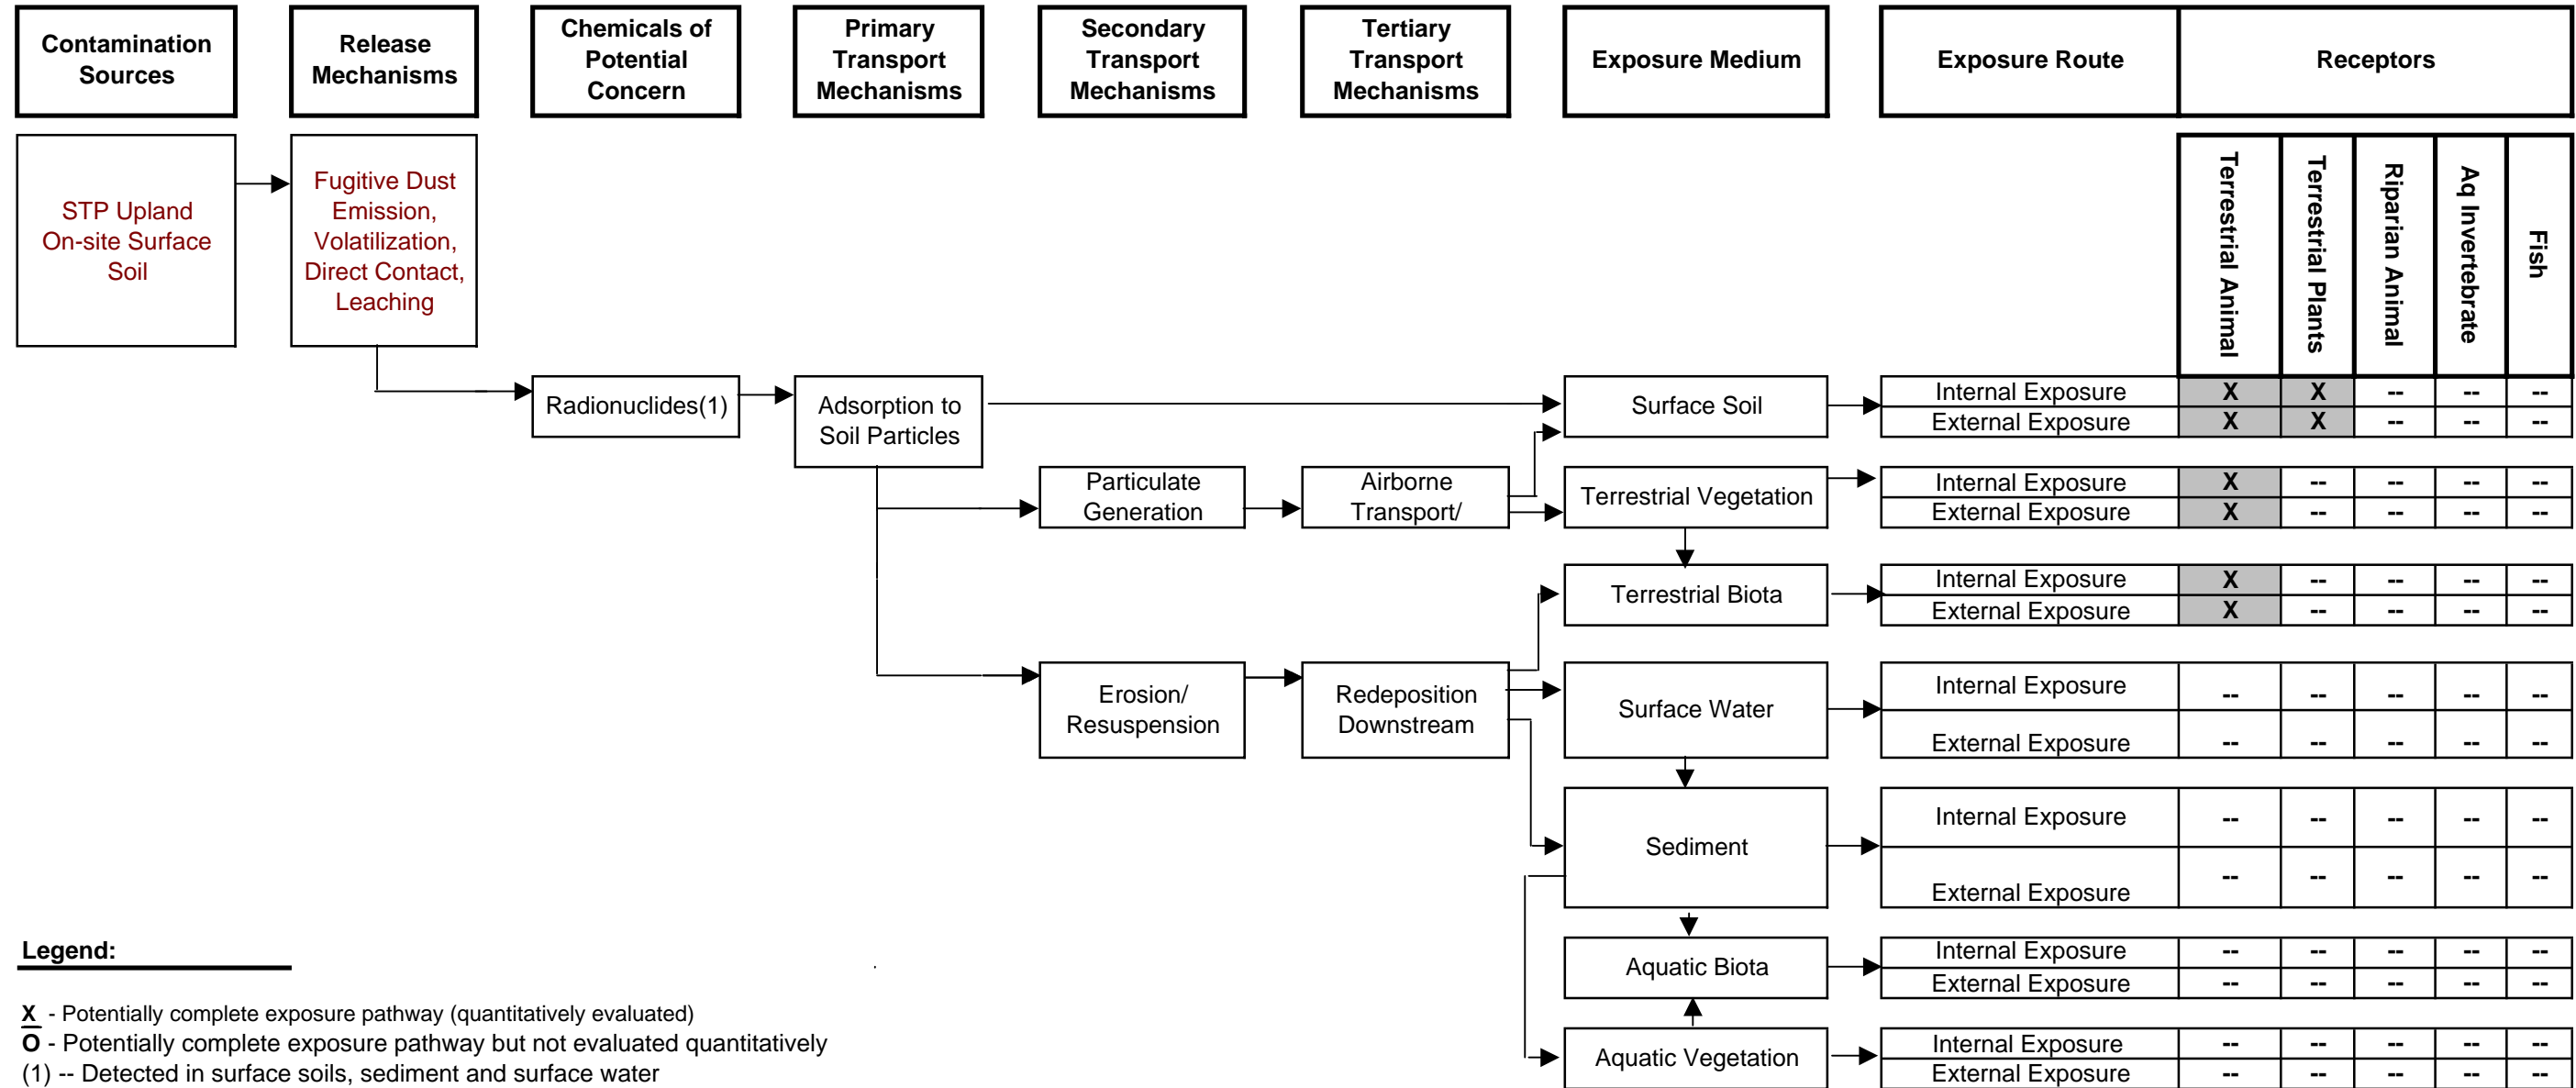 Contamination
Sources
Release
Mechanisms
Chemicals of
Potential
Concern
Primary
Transport
Mechanisms
Secondary
Transport
Mechanisms
Tertiary
Transport
Mechanisms
Exposure Medium
Exposure Route
Receptors
STP Upland
On-site Surface
Soil
Fugitive Dust
Emission,
Volatilization,
Direct Contact,
Leaching
Terrestrial Animal
Terrestrial Plants
Riparian Animal
Aq Invertebrate
Fish
Radionuclides(1)
Adsorption to
Soil Particles
Surface Soil
Internal Exposure X X -- -- --
External Exposure X X -- -- --
Particulate
Generation
Airborne
Transport/
Terrestrial Vegetation
Internal Exposure X -- -- -- --
External Exposure X -- -- -- --
Terrestrial Biota
Internal Exposure X -- -- -- --
External Exposure X -- -- -- --
Erosion/
Resuspension
Redeposition
Downstream
Surface Water
Internal Exposure -- -- -- -- --
External Exposure -- -- -- -- --
Sediment
Internal Exposure -- -- -- -- --
External Exposure -- -- -- -- --
Aquatic Biota
Internal Exposure -- -- -- -- --
External Exposure -- -- -- -- --
Aquatic Vegetation
Internal Exposure -- -- -- -- --
External Exposure -- -- -- -- --
Legend:
X - Potentially complete exposure pathway (quantitatively evaluated)
O - Potentially complete exposure pathway but not evaluated quantitatively
(1) -- Detected in surface soils, sediment and surface water